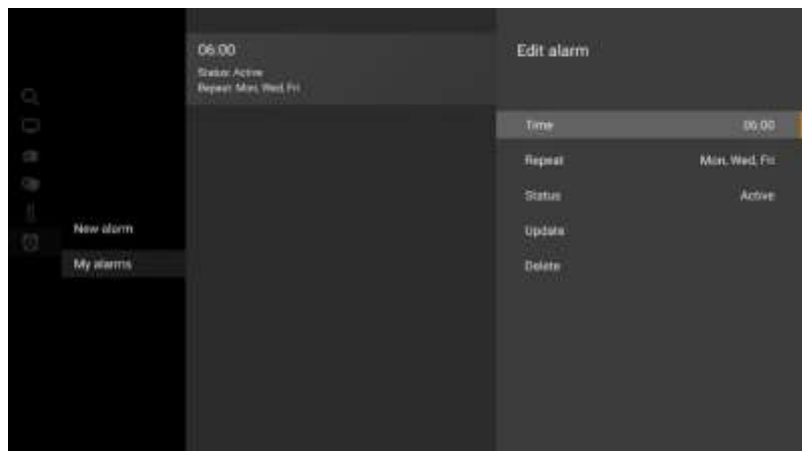 06:00
Status: Active
Repeat: Mon, Wed, Fri
New alarm
My alarms
Edit alarm
Time 06:00
Repeat Mon, Wed, Fri
Status Active
Update
Delete